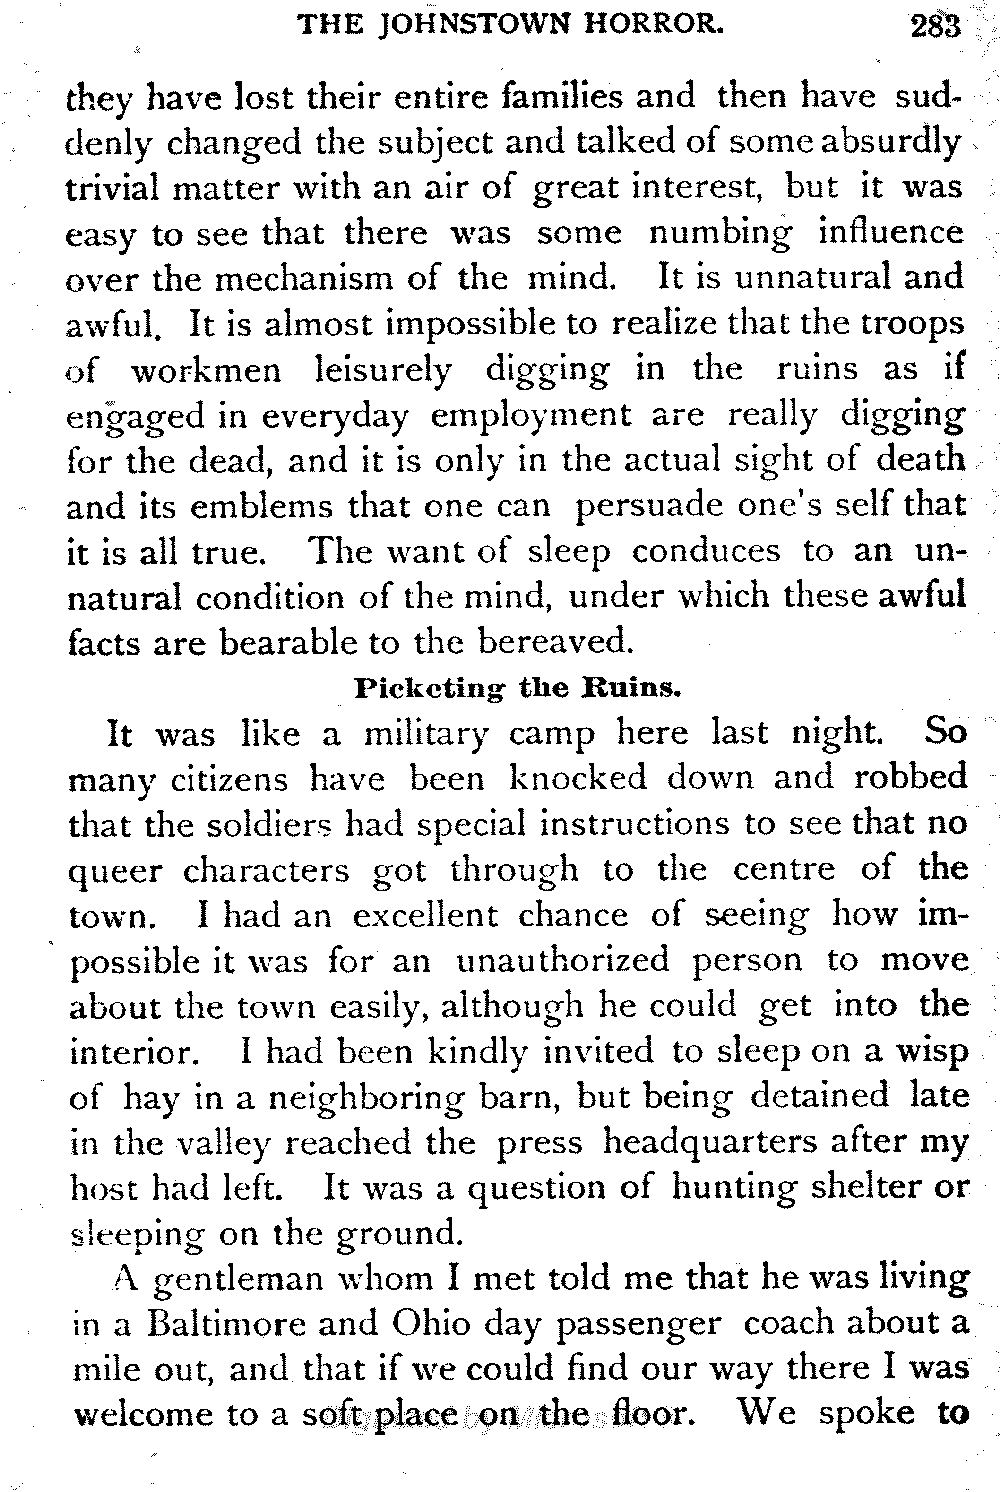 THE JOHNSTOWN HORROR. 283
they have lost their entire families and then have sud-
denly changed the subject and talked of some absurdly
trivial matter with an air of great interest, but it was
easy to see that there was some numbing influence
over the mechanism of the mind. It is unnatural and
awful. It is almost impossible to realize that the troops
of workmen leisurely digging in the ruins as if
engaged in everyday employment are really digging
for the dead, and it is only in the actual sight of death
and its emblems that one can persuade one's self that
it is all true. The want of sleep conduces to an un-
natural condition of the mind, under which these awful
facts are bearable to the bereaved.
Picketing the Ruins.
It was like a military camp here last night. So
many citizens have been knocked down and robbed
that the soldiers had special instructions to see that no
queer characters got through to the centre of the
town. I had an excellent chance of seeing how im-
possible it was for an unauthorized person to move
about the town easily, although he could get into the
interior. I had been kindly invited to sleep on a wisp
of hay in a neighboring barn, but being detained late
in the valley reached the press headquarters after my
host had left. It was a question of hunting shelter or
sleeping on the ground.
A gentleman whom I met told me that he was living
in a Baltimore and Ohio day passenger coach about a
mile out, and that if we could find our way there I was
welcome to a soft place on the floor. We spoke to